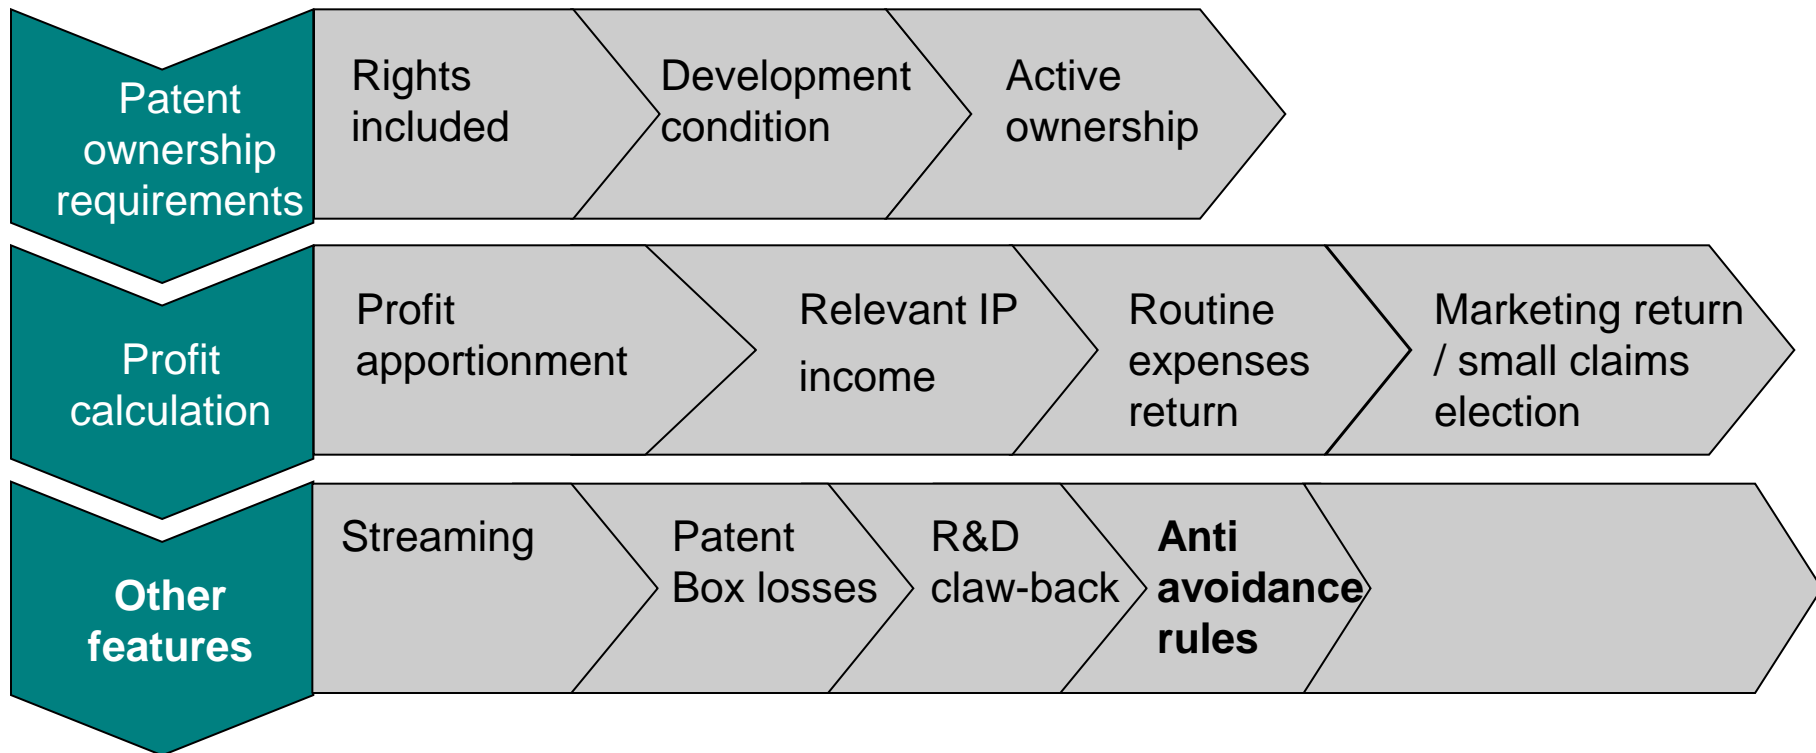 Patent
ownership
requirements
Rights
included
Development
condition
Active
ownership
Profit
calculation
Profit
apportionment
Relevant IP
income
Routine
expenses
return
Marketing return
/ small claims
election
Other
features
Streaming
Patent
Box losses
R&D
claw-back
Anti
avoidance
rules